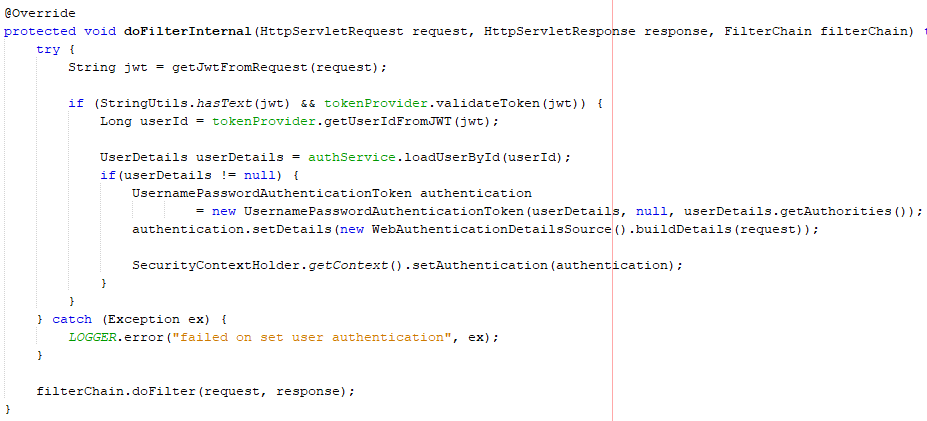 @Override
protected void doFilterInternal(HttpServletRequest request, HttpServletResponse response, FilterChain filterChain)
    try {
        String jwt = getJwtFromRequest(request);

        if (StringUtils.hasText(jwt) && tokenProvider.validateToken(jwt)) {
            Long userId = tokenProvider.getUserIdFromJWT(jwt);

            UserDetails userDetails = authService.loadUserById(userId);
            if(userDetails != null) {
                UsernamePasswordAuthenticationToken authentication
                        = new UsernamePasswordAuthenticationToken(userDetails, null, userDetails.getAuthorities());
                authentication.setDetails(new WebAuthenticationDetailsSource().buildDetails(request));

                SecurityContextHolder.getContext().setAuthentication(authentication);
            }
        }
    } catch (Exception ex) {
        LOGGER.error("failed on set user authentication", ex);
    }

    filterChain.doFilter(request, response);
}